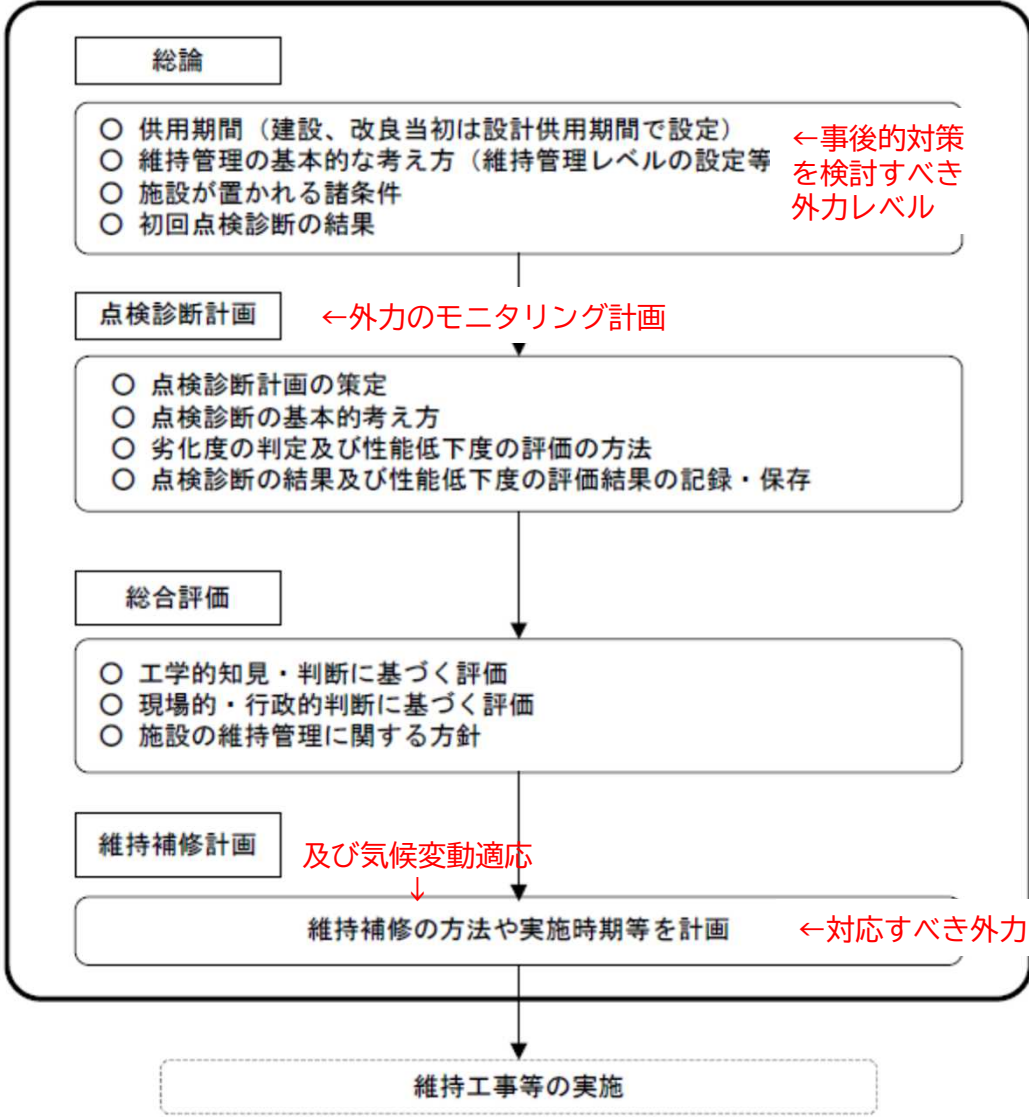 総論
○ 供用期間（建設、改良当初は設計供用期間で設定）
○ 維持管理の基本的な考え方（維持管理レベルの設定等
○ 施設が置かれる諸条件
○ 初回点検診断の結果
←事後的対策
を検討すべき
外力レベル
点検診断計画
←外力のモニタリング計画
○ 点検診断計画の策定
○ 点検診断の基本的考え方
○ 劣化度の判定及び性能低下度の評価の方法
○ 点検診断の結果及び性能低下度の評価結果の記録・保存
総合評価
○ 工学的知見・判断に基づく評価
○ 現場的・行政的判断に基づく評価
○ 施設の維持管理に関する方針
維持補修計画
及び気候変動適応
↓
維持補修の方法や実施時期等を計画
←対応すべき外力
維持工事等の実施